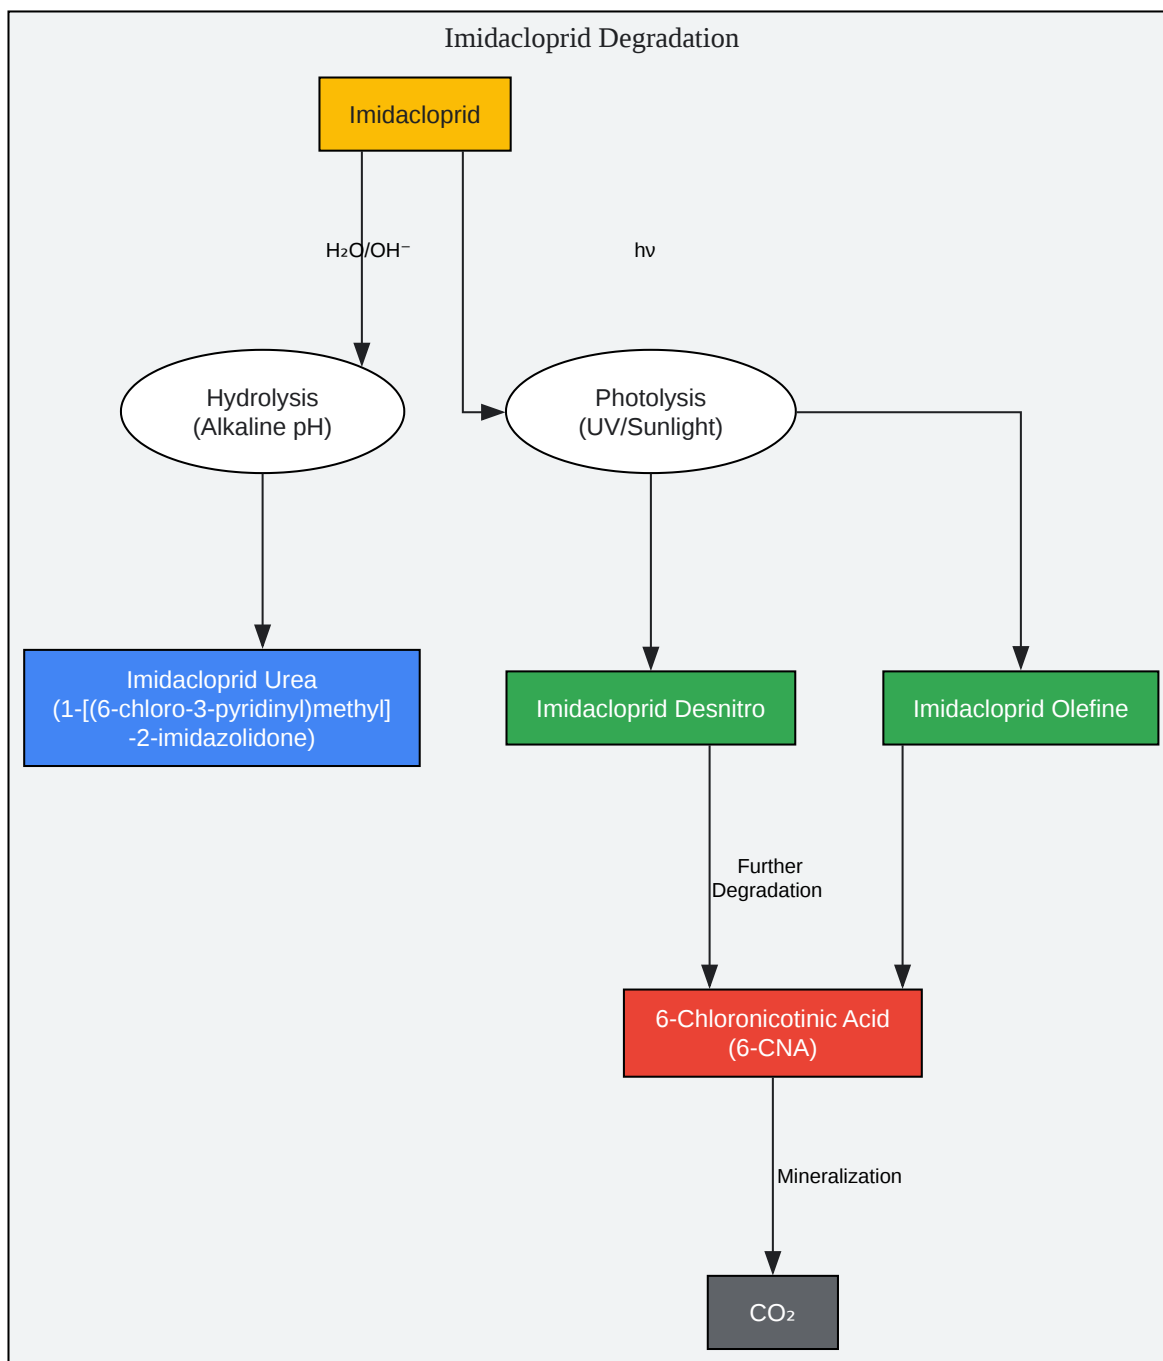 Imidacloprid Degradation
Imidacloprid
H₂O/OH⁻
hν
Hydrolysis
(Alkaline pH)
Photolysis
(UV/Sunlight)
Imidacloprid Urea
(1-[(6-chloro-3-pyridinyl)methyl]
-2-imidazolidone)
Imidacloprid Desnitro
Imidacloprid Olefine
Further
Degradation
6-Chloronicotinic Acid
(6-CNA)
Mineralization
CO₂